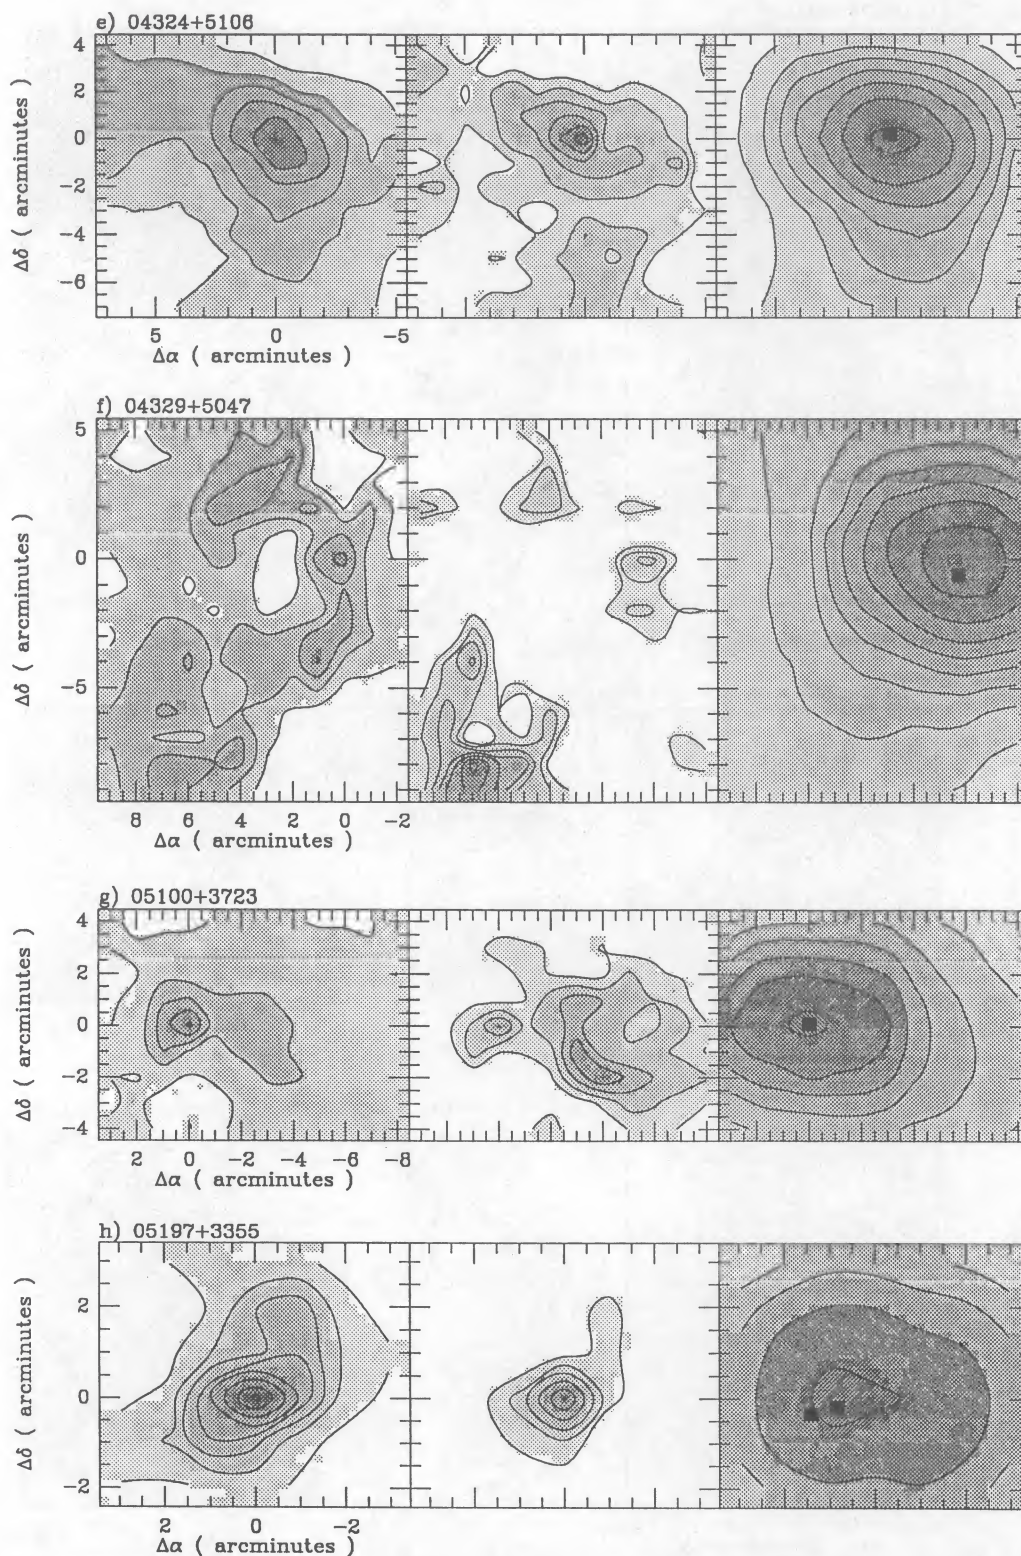 e) 04324+5106
4
2
0
-2
-4
-6
Δδ ( arcminutes )
5 0 -5
Δα ( arcminutes )
f) 04329+5047
5
0
-5
Δδ ( arcminutes )
8 6 4 2 0 -2
Δα ( arcminutes )
g) 05100+3723
4
2
0
-2
-4
Δδ ( arcminutes )
2 0 -2 -4 -6 -8
Δα ( arcminutes )
h) 05197+3355
2
0
-2
Δδ ( arcminutes )
2 0 -2
Δα ( arcminutes )